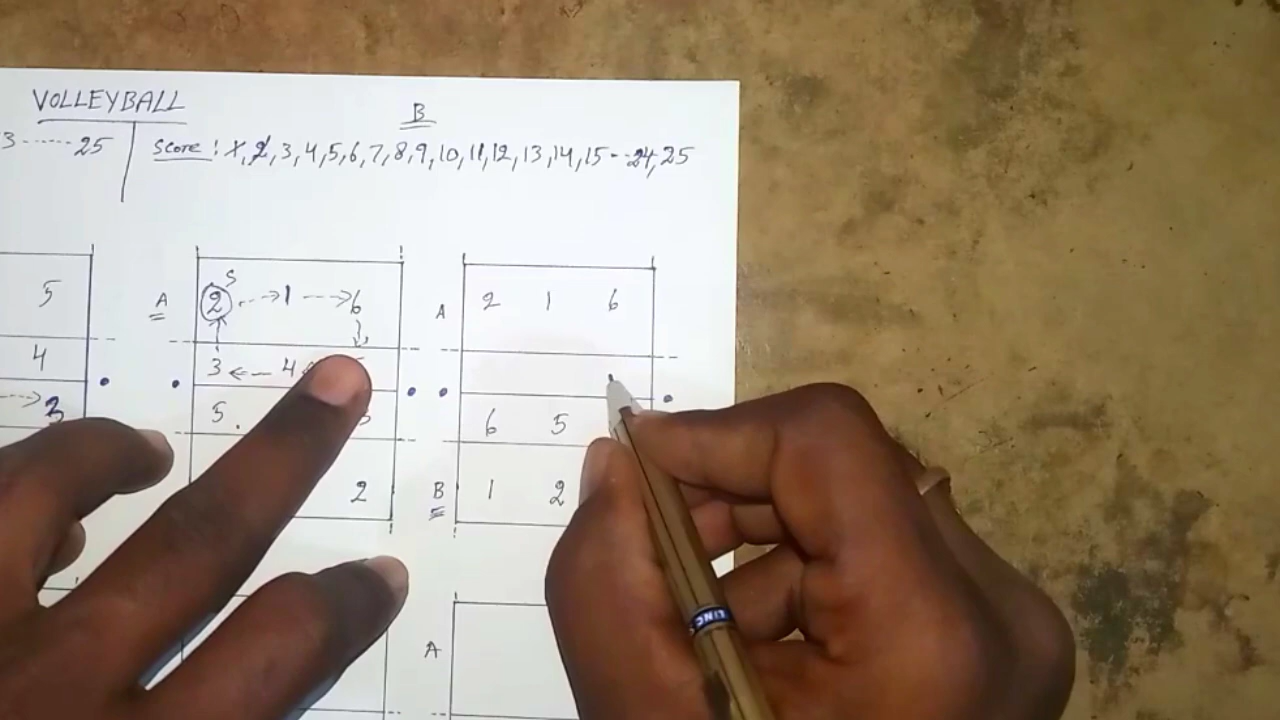 VOLLEYBALL
B
3 ------ 25
Score : 1, 2, 3, 4, 5, 6, 7, 8, 9, 10, 11, 12, 13, 14, 15 - - 24, 25
5
4
3
A
S
2 --> 1 ---> 6
3 <-- 4
5
2
A
2 1 6
6 5
B
1 2
A
LINC